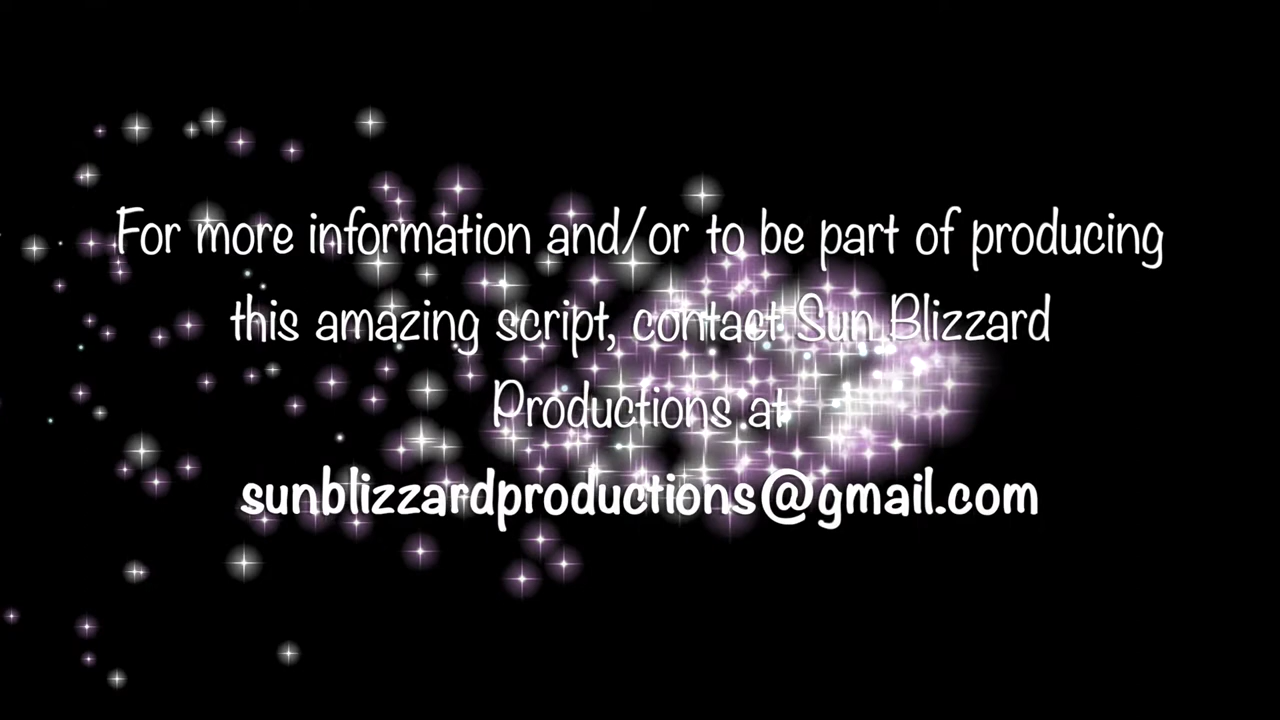 For more information and/or to be part of producing
this amazing script, contact Sun Blizzard
Productions at
sunblizzardproductions@gmail.com